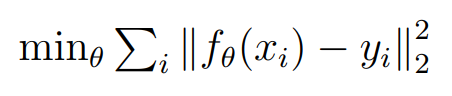 min_θ ∑_i ‖f_θ(x_i) − y_i‖_2^2